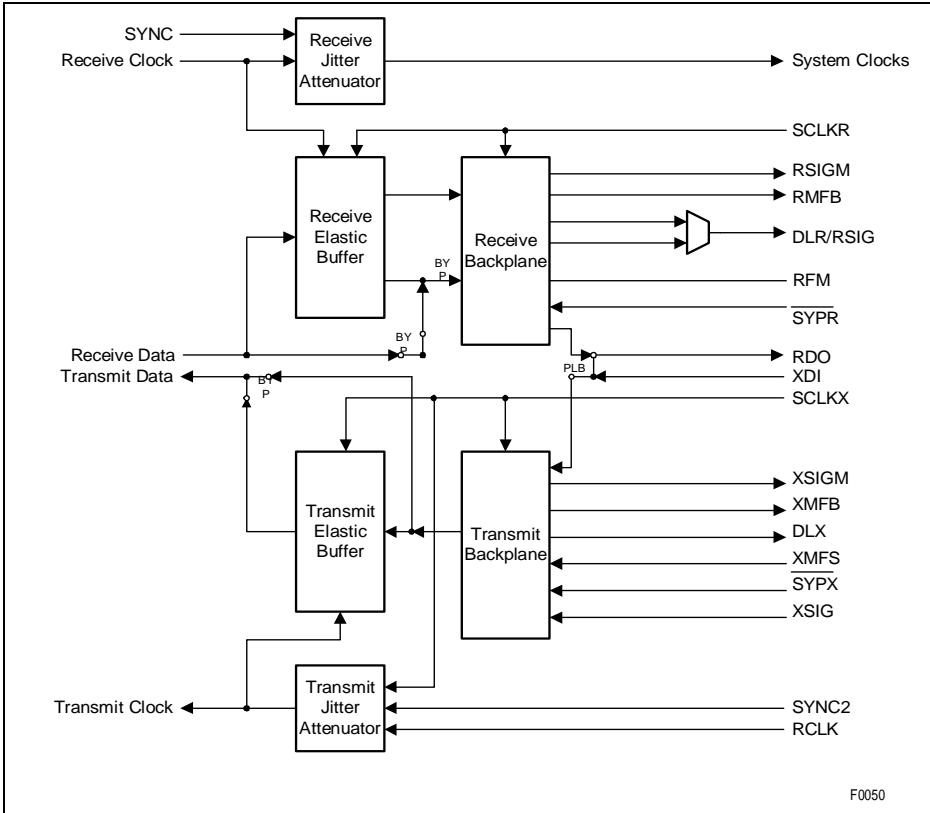 SYNC
Receive Clock
Receive
Jitter
Attenuator
System Clocks
SCLKR
RSIGM
RMFB
DLR/RSIG
RFM
SYPR
RDO
XDI
SCLKX
Receive
Elastic
Buffer
Receive
Backplane
BY
P
BY
P
Receive Data
Transmit Data
BY
P
PLB
Transmit
Elastic
Buffer
Transmit
Backplane
XSIGM
XMFB
DLX
XMFS
SYPX
XSIG
Transmit Clock
Transmit
Jitter
Attenuator
SYNC2
RCLK
F0050